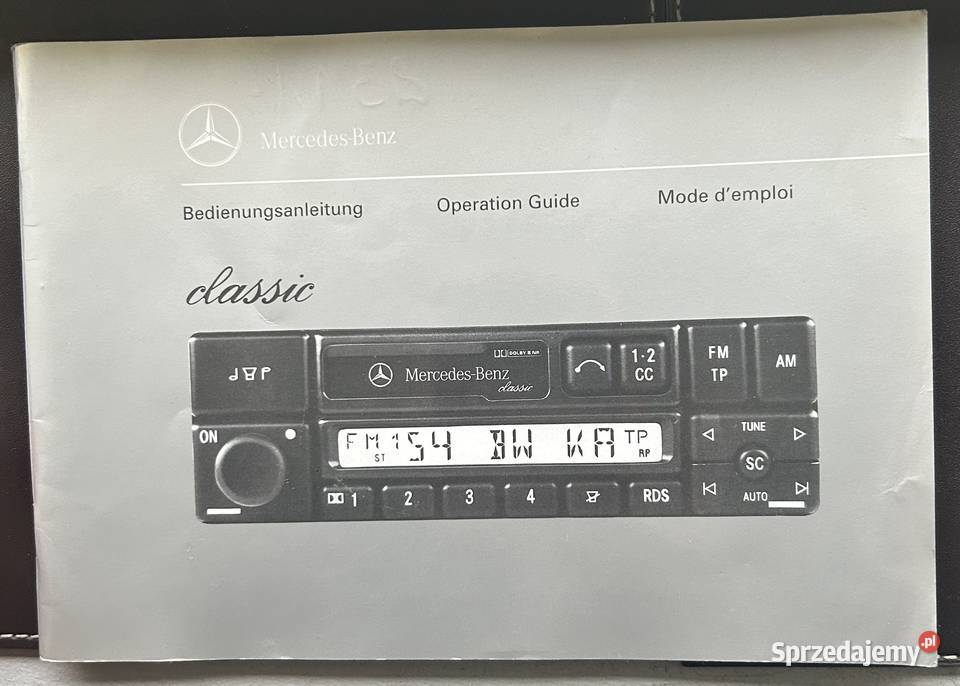 Mercedes-Benz
Bedienungsanleitung Operation Guide Mode d'emploi
classic
DOLBY B NR
Mercedes-Benz
classic
1·2
CC
FM
TP
AM
ON
FM 1 S4 BW KA TP
ST RP
TUNE
SC
AUTO
1 2 3 4 RDS
Sprzedajemy.pl